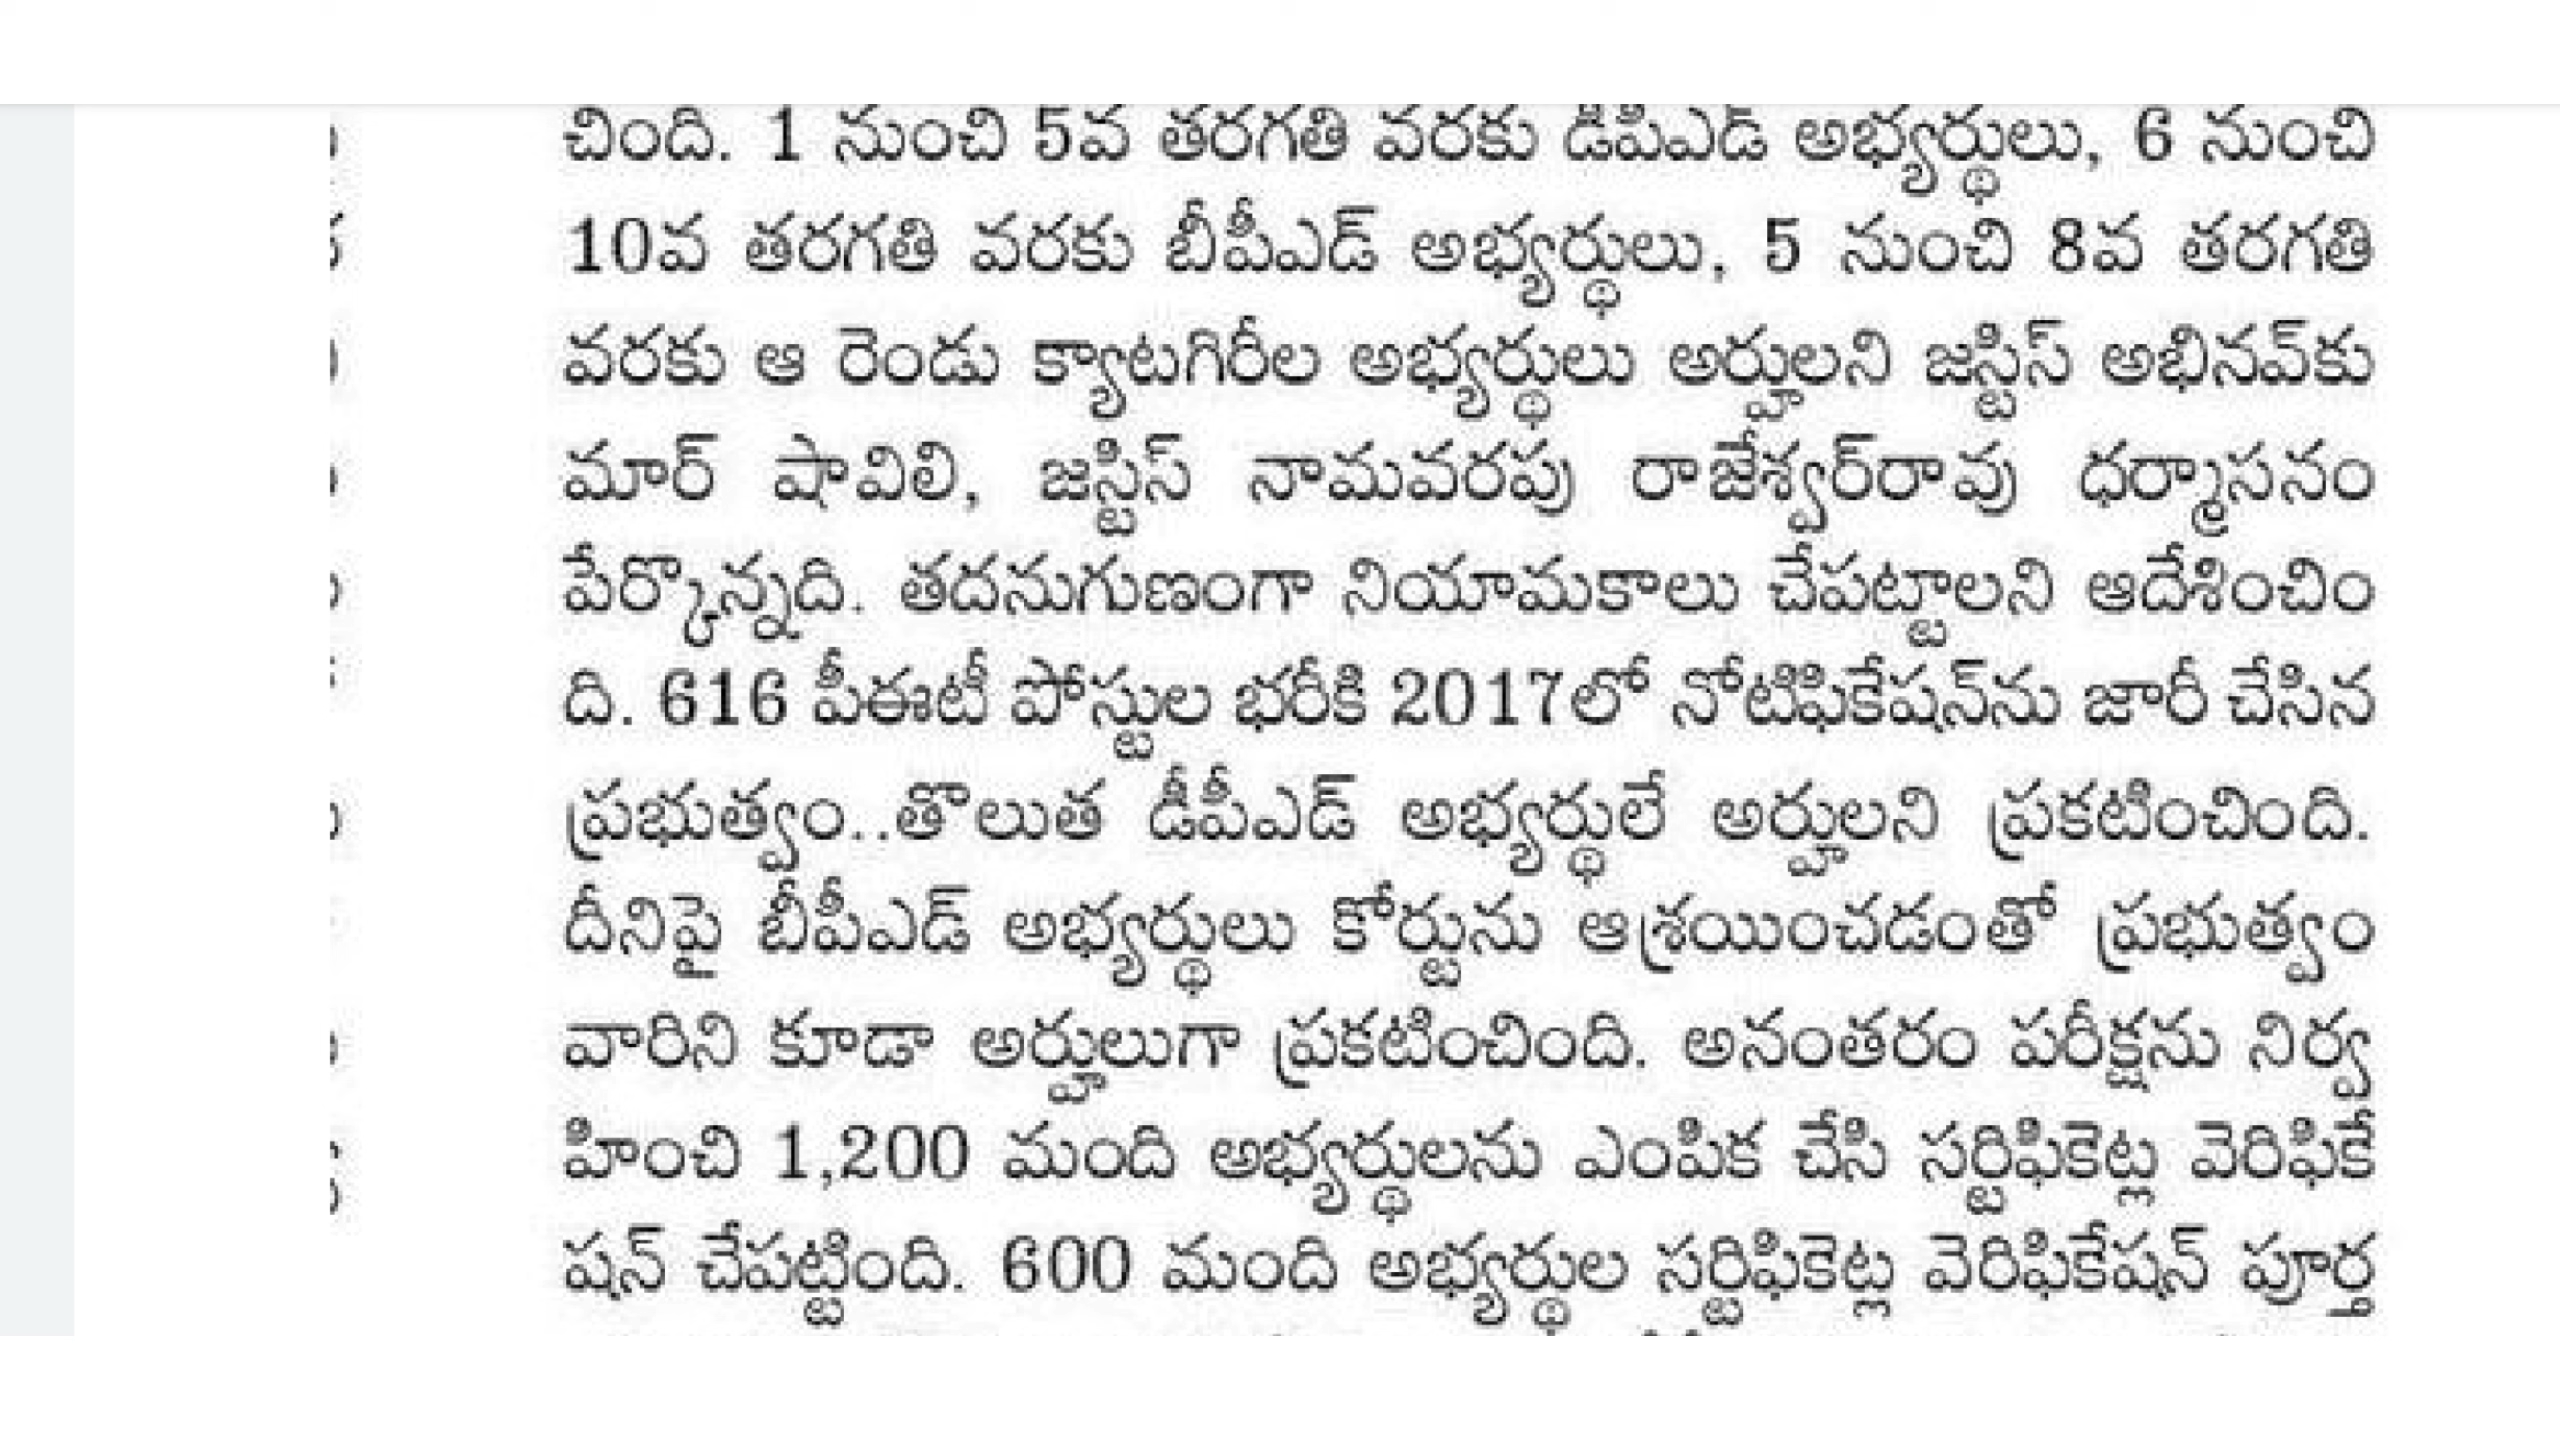 చింది. 1 నుంచి 5వ తరగతి వరకు డీపీఎడ్ అభ్యర్థులు, 6 నుంచి
10వ తరగతి వరకు బీపీఎడ్ అభ్యర్థులు, 5 నుంచి 8వ తరగతి
వరకు ఆ రెండు క్యాటగిరీల అభ్యర్థులు అర్హులని జస్టిస్ అభినవ్‌కు
మార్ షావిలి, జస్టిస్ నామవరపు రాజేశ్వర్‌రావు ధర్మాసనం
పేర్కొన్నది. తదనుగుణంగా నియామకాలు చేపట్టాలని ఆదేశించిం
ది. 616 పీఈటీ పోస్టుల భర్తీకి 2017లో నోటిఫికేషన్‌ను జారీ చేసిన
ప్రభుత్వం..తొలుత డీపీఎడ్ అభ్యర్థులే అర్హులని ప్రకటించింది.
దీనిపై బీపీఎడ్ అభ్యర్థులు కోర్టును ఆశ్రయించడంతో ప్రభుత్వం
వారిని కూడా అర్హులుగా ప్రకటించింది. అనంతరం పరీక్షను నిర్వ
హించి 1,200 మంది అభ్యర్థులను ఎంపిక చేసి సర్టిఫికెట్ల వెరిఫికే
షన్ చేపట్టింది. 600 మంది అభ్యర్థుల సర్టిఫికెట్ల వెరిఫికేషన్ పూర్త